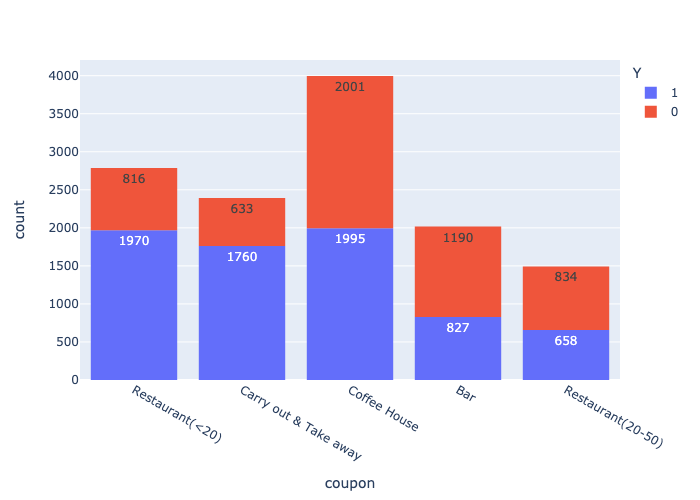 Y
1
0
4000
3500
3000
2500
2000
1500
1000
500
0
count
816
633
2001
1190
834
1970
1760
1995
827
658
Restaurant(<20)
Carry out & Take away
Coffee House
Bar
Restaurant(20-50)
coupon